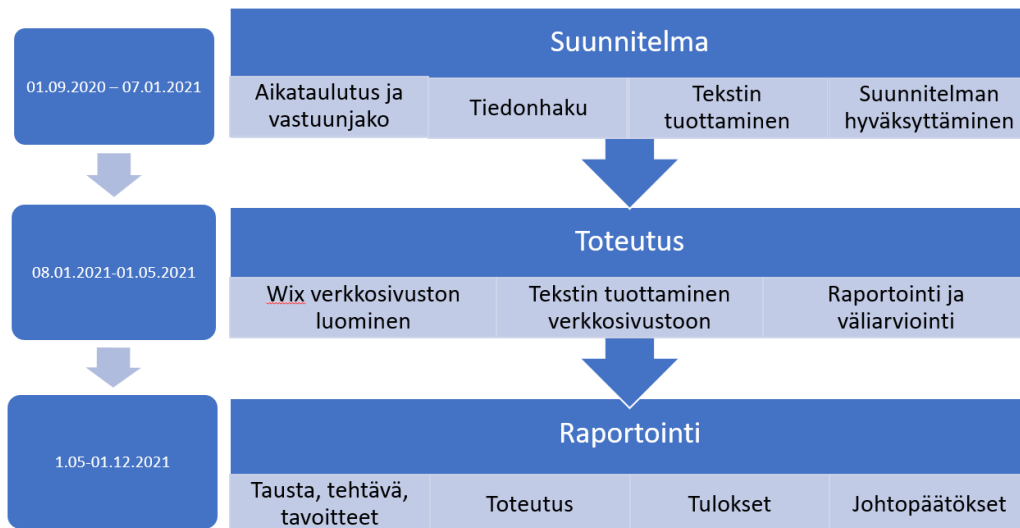 01.09.2020 – 07.01.2021
Suunnitelma
Aikataulutus ja
vastuunjako
Tiedonhaku
Tekstin
tuottaminen
Suunnitelman
hyväksyttäminen
08.01.2021-01.05.2021
Toteutus
Wix verkkosivuston
luominen
Tekstin tuottaminen
verkkosivustoon
Raportointi ja
väliarviointi
1.05-01.12.2021
Raportointi
Tausta, tehtävä,
tavoitteet
Toteutus
Tulokset
Johtopäätökset